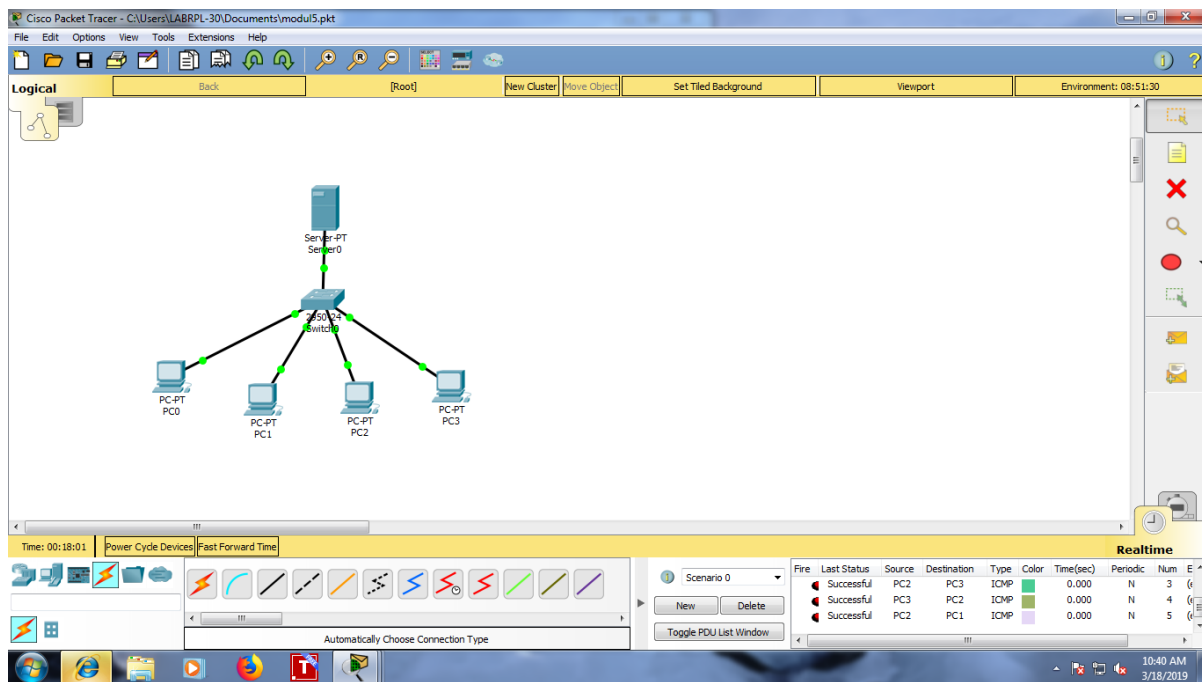 Cisco Packet Tracer - C:\Users\LABRPL-30\Documents\modul5.pkt
File Edit Options View Tools Extensions Help
Logical Back [Root] New Cluster Move Object Set Tiled Background Viewport Environment: 08:51:30
Server-PT
Server0
2950-24
Switch0
PC-PT
PC0
PC-PT
PC1
PC-PT
PC2
PC-PT
PC3
Time: 00:18:01 Power Cycle Devices Fast Forward Time Realtime
Automatically Choose Connection Type
Scenario 0
New Delete
Toggle PDU List Window
Fire Last Status Source Destination Type Color Time(sec) Periodic Num E
Successful PC2 PC3 ICMP 0.000 N 3 (e
Successful PC3 PC2 ICMP 0.000 N 4 (e
Successful PC2 PC1 ICMP 0.000 N 5 (e
10:40 AM
3/18/2019